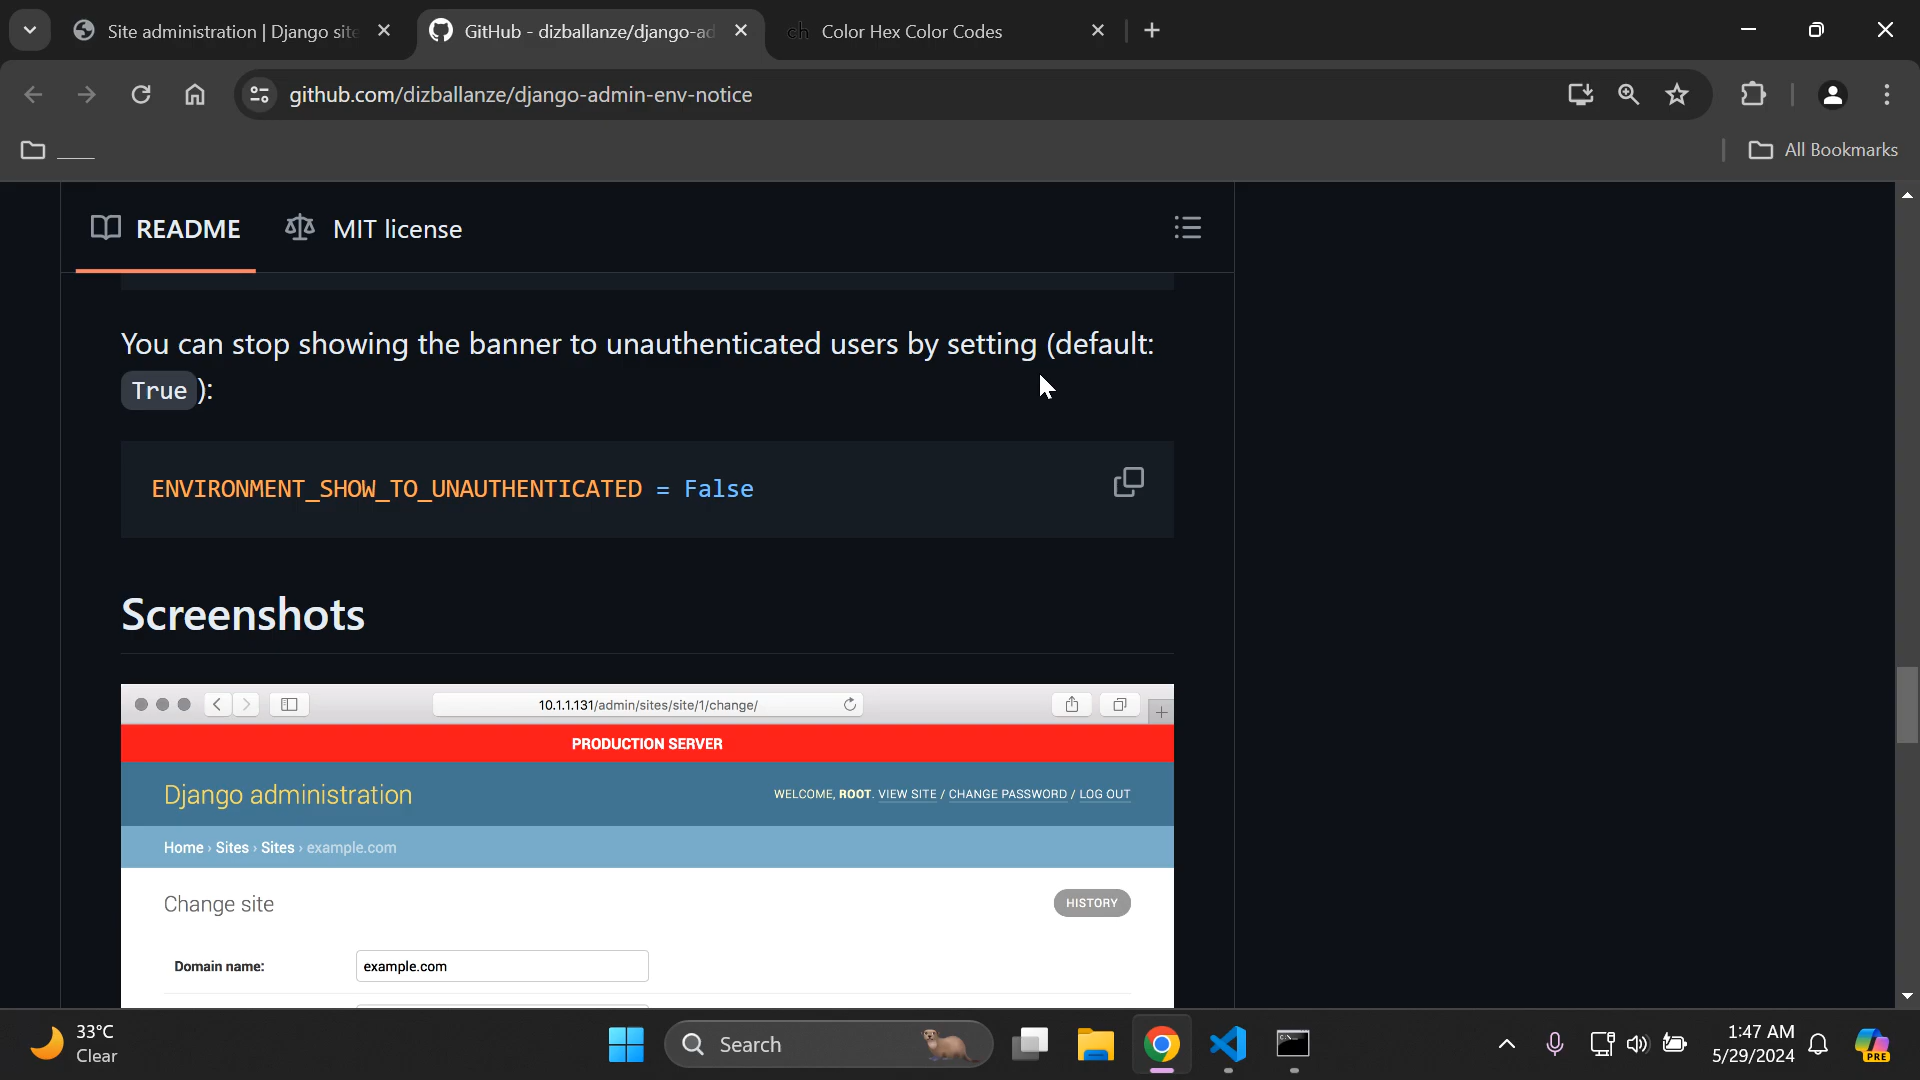 Site administration | Django site
GitHub - dizballanze/django-ad
ch Color Hex Color Codes
github.com/dizballanze/django-admin-env-notice
____
All Bookmarks
README
MIT license
You can stop showing the banner to unauthenticated users by setting (default:
True ):
ENVIRONMENT_SHOW_TO_UNAUTHENTICATED = False
Screenshots
10.1.1.131/admin/sites/site/1/change/
PRODUCTION SERVER
Django administration
WELCOME, ROOT. VIEW SITE / CHANGE PASSWORD / LOG OUT
Home › Sites › Sites › example.com
Change site
HISTORY
Domain name:
example.com
33°C
Clear
Search
1:47 AM
5/29/2024
PRE